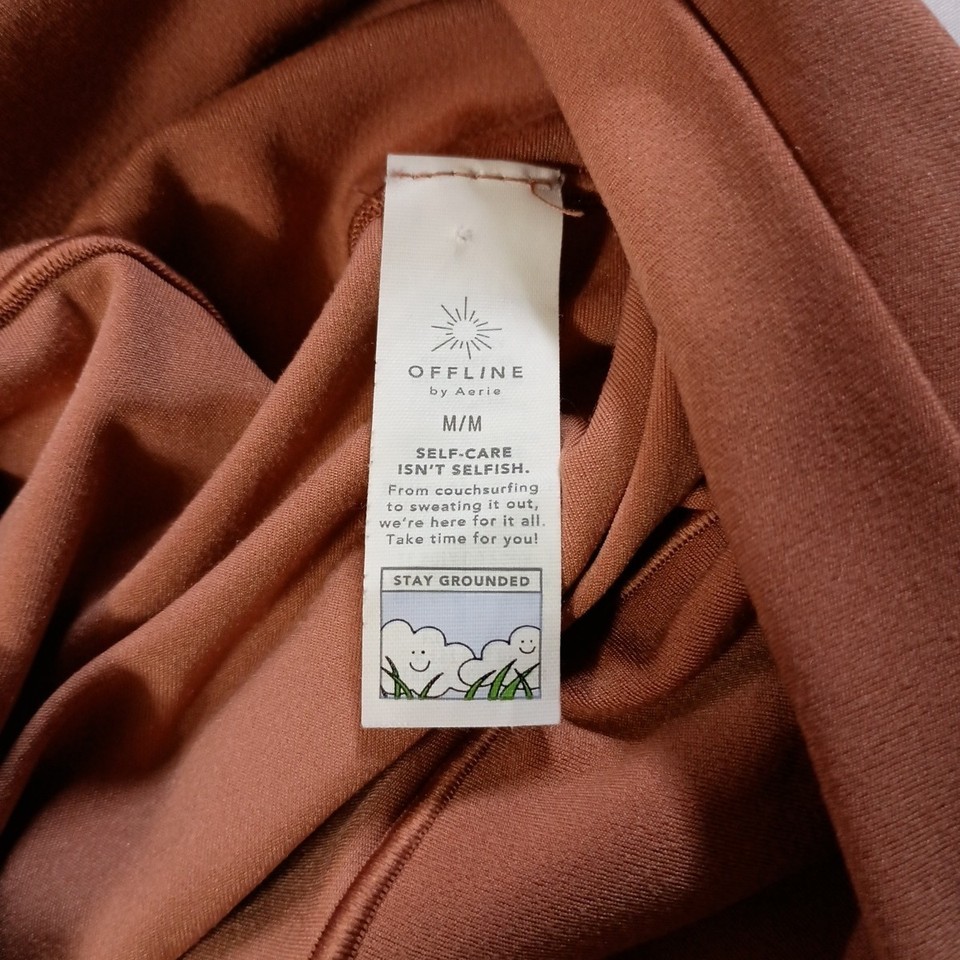 OFFLINE
by Aerie
M/M
SELF-CARE
ISN'T SELFISH.
From couchsurfing
to sweating it out,
we're here for it all.
Take time for you!
STAY GROUNDED